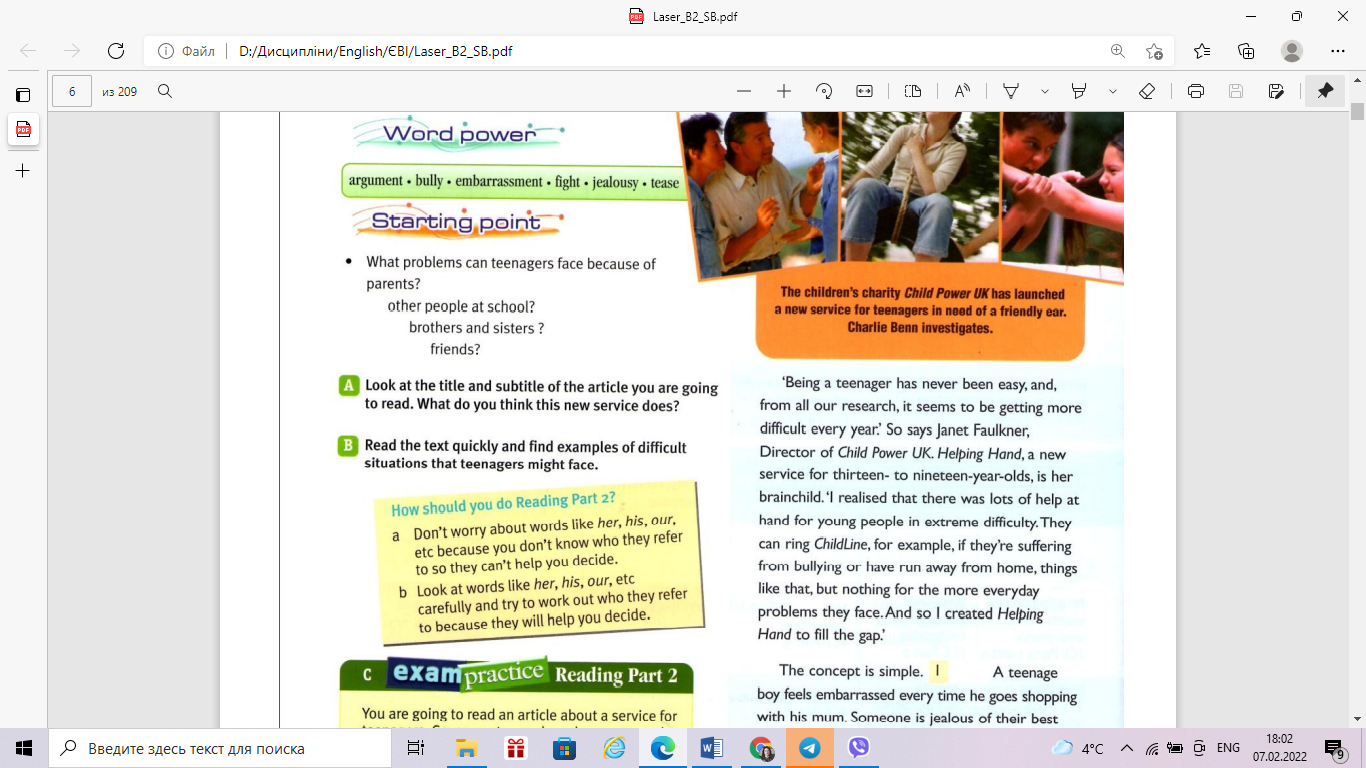 Laser_B2_SB.pdf
Файл
D:/Дисципліни/English/ЄВІ/Laser_B2_SB.pdf
6
из 209
Word power
argument • bully • embarrassment • fight • jealousy • tease
Starting point
• What problems can teenagers face because of
parents?
other people at school?
brothers and sisters ?
friends?
A Look at the title and subtitle of the article you are going
to read. What do you think this new service does?
B Read the text quickly and find examples of difficult
situations that teenagers might face.
How should you do Reading Part 2?
a Don't worry about words like her, his, our,
etc because you don't know who they refer
to so they can't help you decide.
b Look at words like her, his, our, etc
carefully and try to work out who they refer
to because they will help you decide.
C exam practice Reading Part 2
You are going to read an article about a service for
The children's charity Child Power UK has launched
a new service for teenagers in need of a friendly ear.
Charlie Benn investigates.
'Being a teenager has never been easy, and,
from all our research, it seems to be getting more
difficult every year.' So says Janet Faulkner,
Director of Child Power UK. Helping Hand, a new
service for thirteen- to nineteen-year-olds, is her
brainchild. 'I realised that there was lots of help at
hand for young people in extreme difficulty. They
can ring ChildLine, for example, if they're suffering
from bullying or have run away from home, things
like that, but nothing for the more everyday
problems they face. And so I created Helping
Hand to fill the gap.'
The concept is simple. 1 A teenage
boy feels embarrassed every time he goes shopping
with his mum. Someone is jealous of their best
Введите здесь текст для поиска
4°C
ENG
18:02
07.02.2022
9